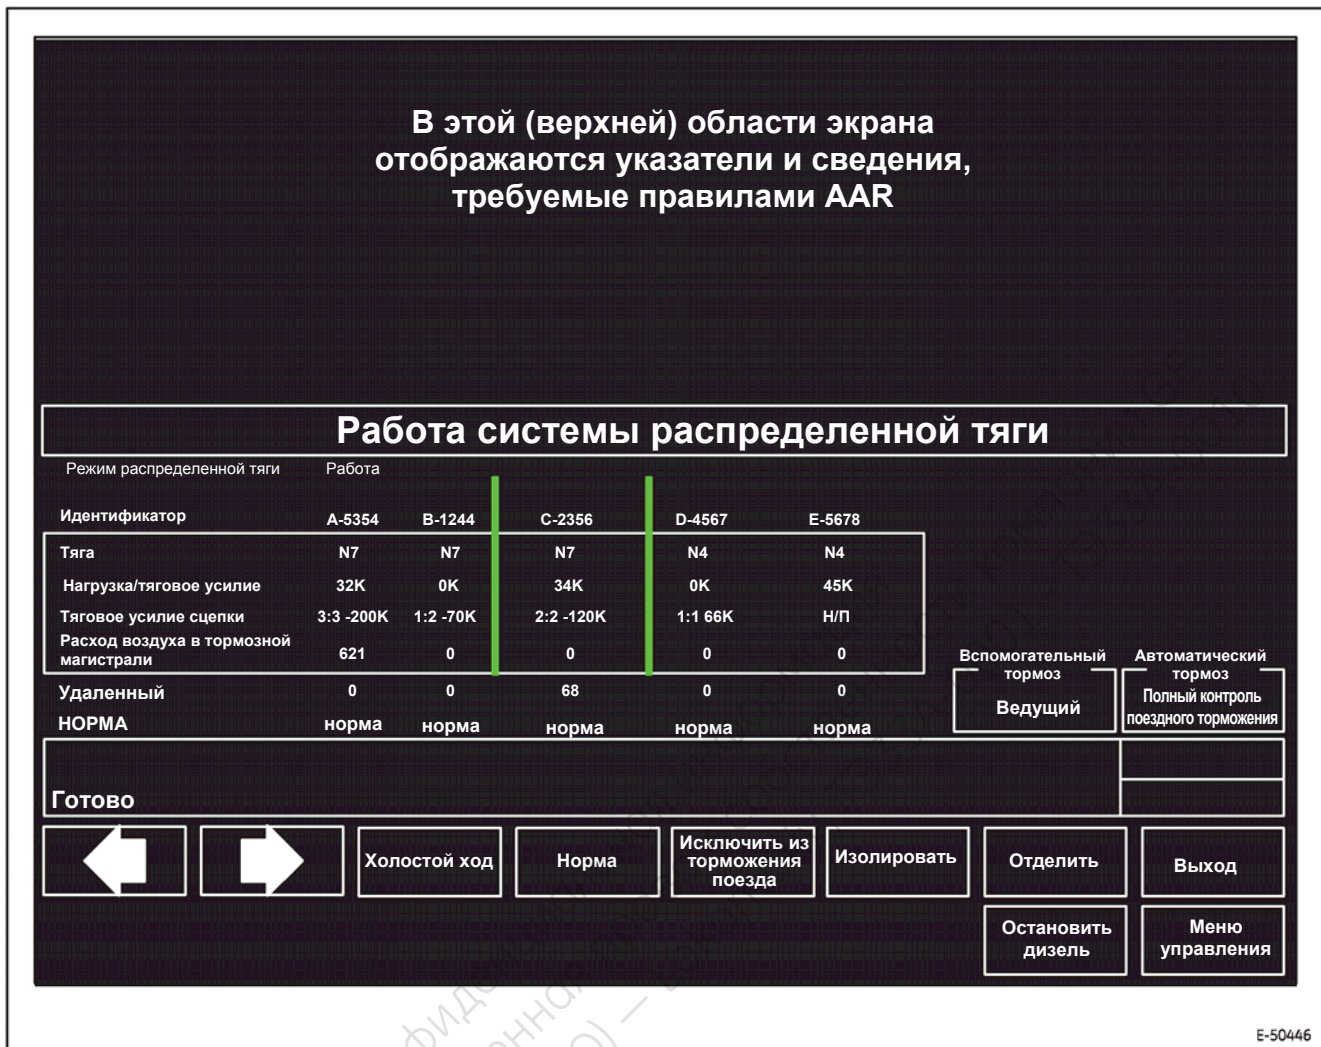 В этой (верхней) области экрана
отображаются указатели и сведения,
требуемые правилами AAR
Работа системы распределенной тяги
Режим распределенной тяги Работа
Идентификатор A-5354 B-1244 C-2356 D-4567 E-5678
Тяга N7 N7 N7 N4 N4
Нагрузка/тяговое усилие 32K 0K 34K 0K 45K
Тяговое усилие сцепки 3:3 -200K 1:2 -70K 2:2 -120K 1:1 66K Н/П
Расход воздуха в тормозной
магистрали 621 0 0 0 0
Удаленный 0 0 68 0 0
НОРМА норма норма норма норма норма
Вспомогательный
тормоз
Ведущий
Автоматический
тормоз
Полный контроль
поездного торможения
Готово
Холостой ход
Норма
Исключить из
торможения
поезда
Изолировать
Отделить
Выход
Остановить
дизель
Меню
управления
E-50446